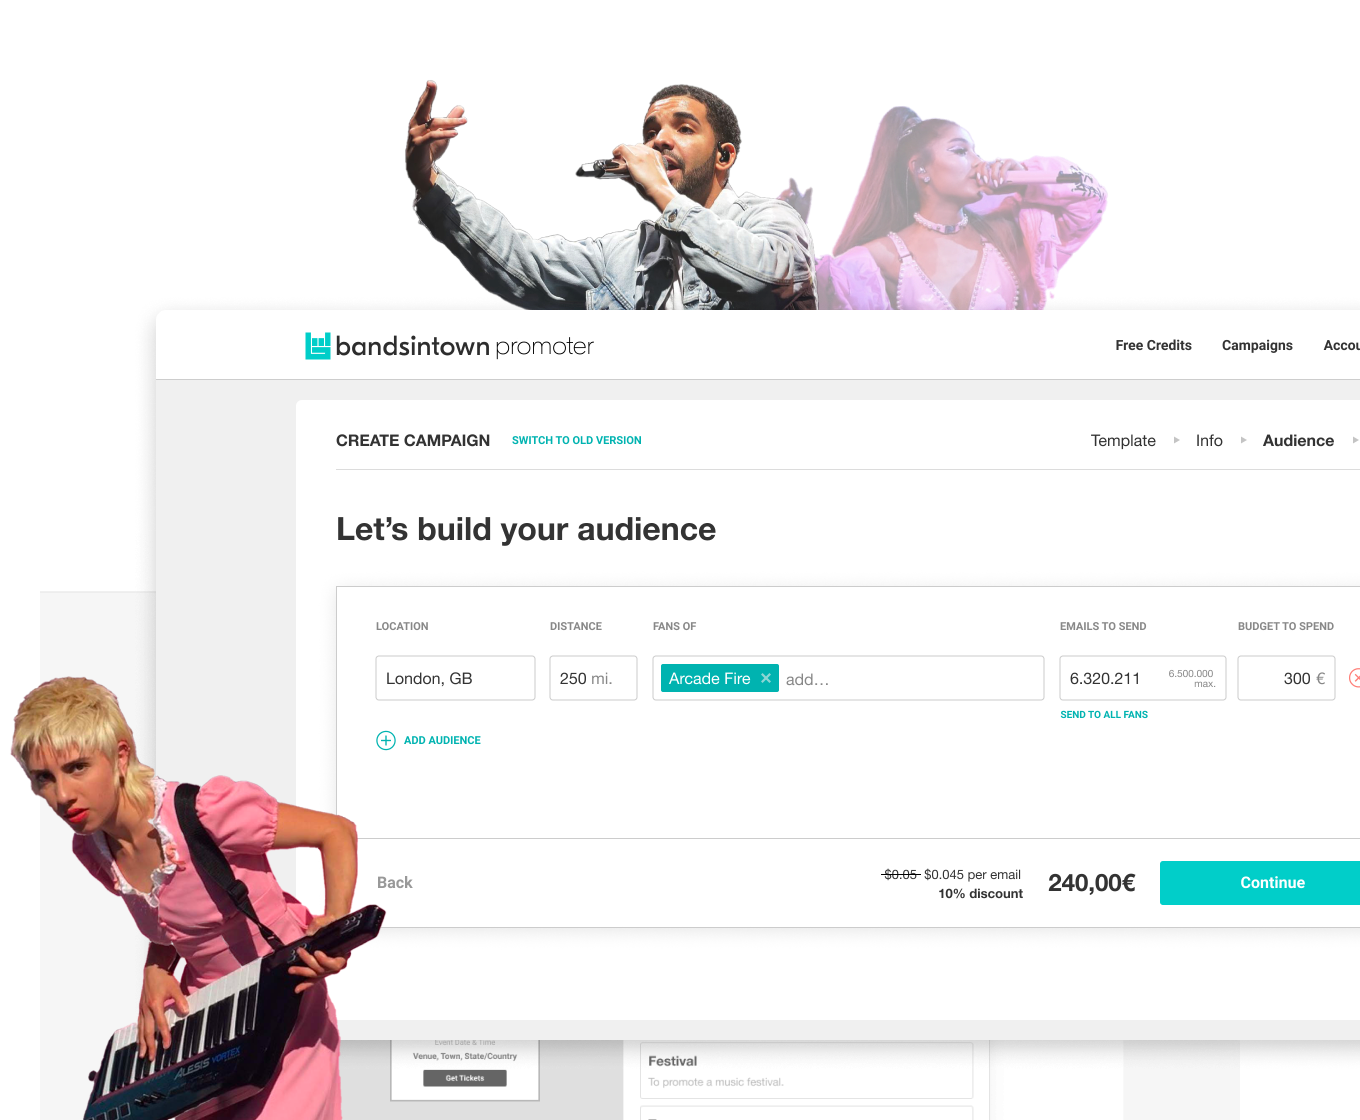 bandsintown promoter
Free Credits Campaigns Accou
CREATE CAMPAIGN SWITCH TO OLD VERSION
Template Info Audience
Let's build your audience
LOCATION DISTANCE FANS OF EMAILS TO SEND BUDGET TO SPEND
London, GB 250 mi. Arcade Fire × add... 6.320.211 6.500.000 max. 300 €
SEND TO ALL FANS
ADD AUDIENCE
Back $0.05 $0.045 per email 240,00€ Continue
10% discount
ALESIS VORTEX
Event Date & Time
Venue, Town, State/Country
Get Tickets
Festival
To promote a music festival.